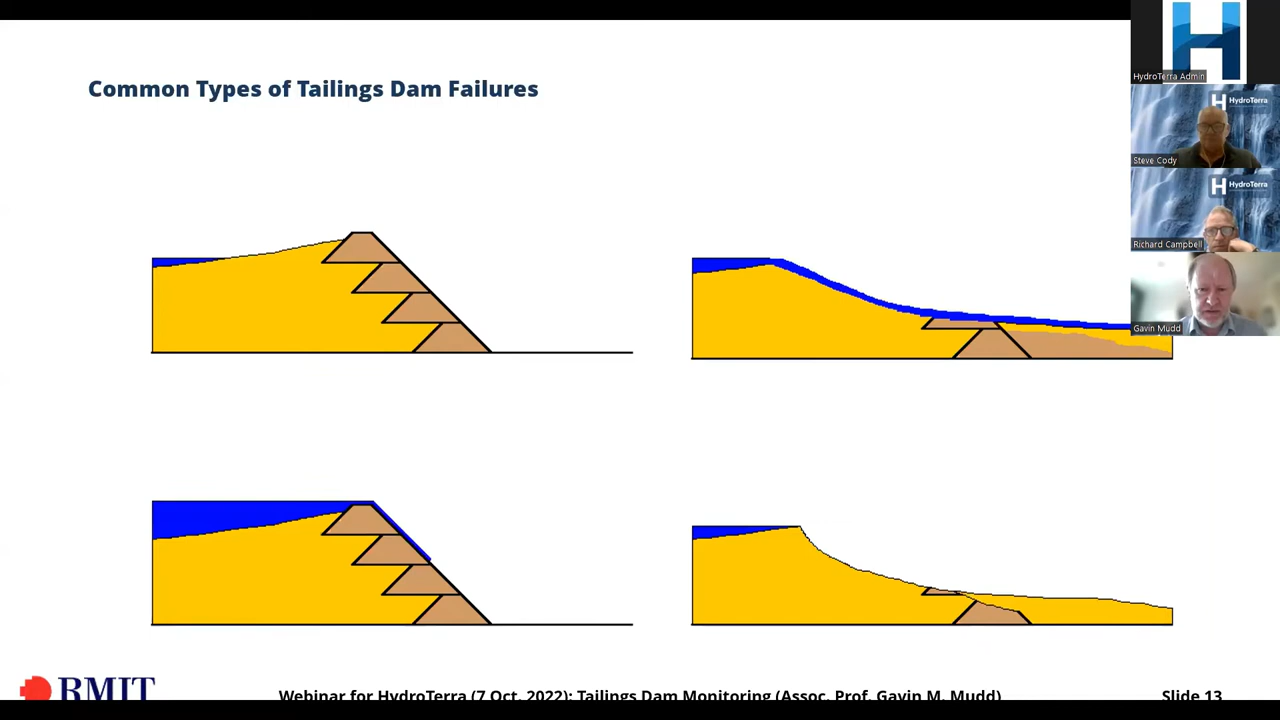 Common Types of Tailings Dam Failures
HydroTerra Admin
HydroTerra
Steve Cody
HydroTerra
Richard Campbell
Gavin Mudd
RMIT
Webinar for HydroTerra (7 Oct. 2022): Tailings Dam Monitoring (Assoc. Prof. Gavin M. Mudd)
Slide 13